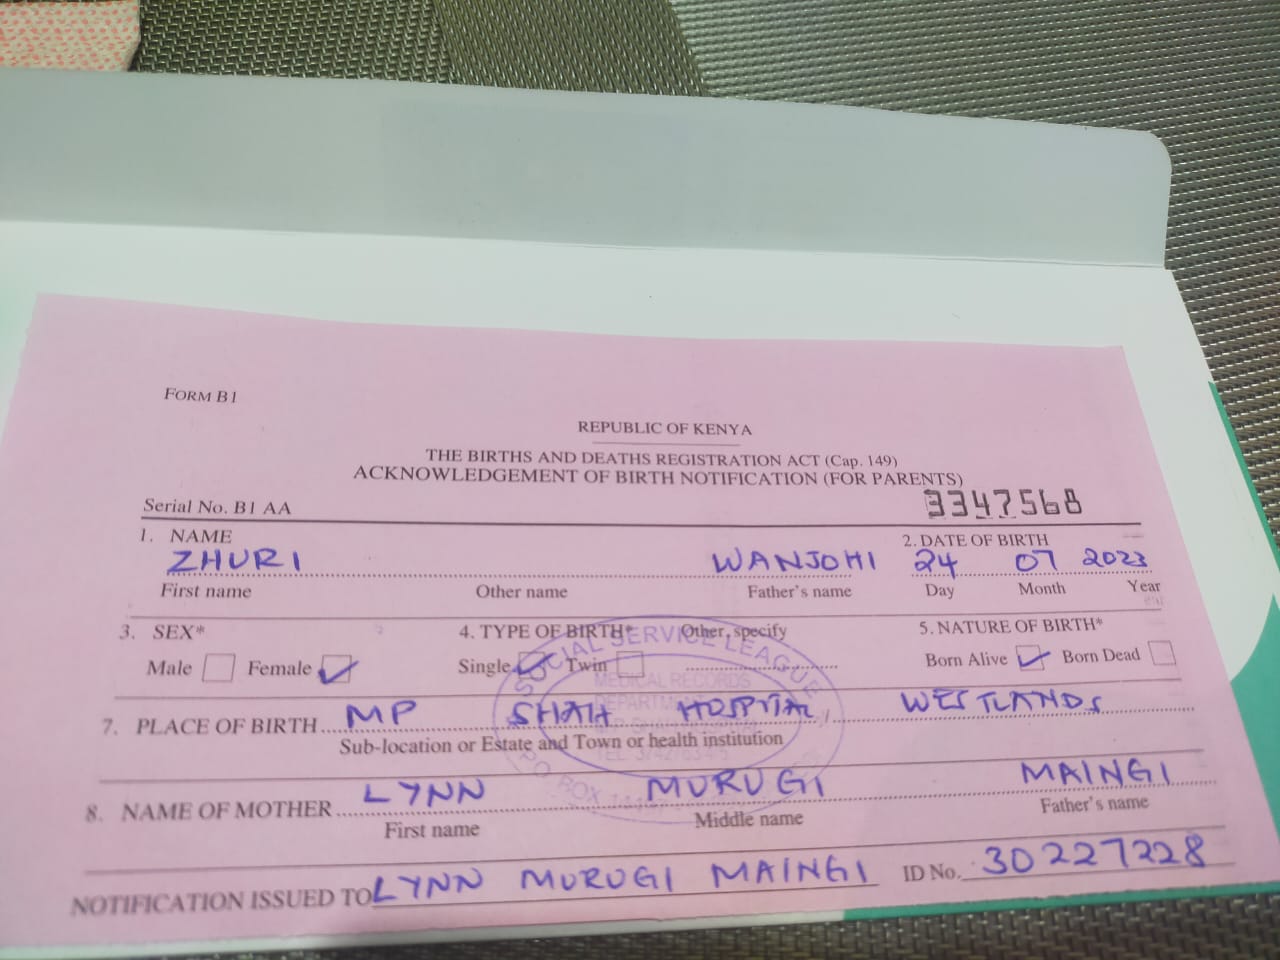 FORM B1
REPUBLIC OF KENYA
THE BIRTHS AND DEATHS REGISTRATION ACT (Cap. 149)
ACKNOWLEDGEMENT OF BIRTH NOTIFICATION (FOR PARENTS)
Serial No. B1 AA 3347568
1. NAME 2. DATE OF BIRTH
ZHURI WANJOHI 24 07 2023
First name Other name Father's name Day Month Year
3. SEX* 4. TYPE OF BIRTH* Other, specify 5. NATURE OF BIRTH*
Male Female Single Twin Born Alive Born Dead
SOCIAL SERVICE LEAGUE
MEDICAL RECORDS
DEPARTMENT
PO BOX
7. PLACE OF BIRTH MP SHAH HOSPITAL, WESTLANDS
Sub-location or Estate and Town or health institution
8. NAME OF MOTHER LYNN MURUGI MAINGI
First name Middle name Father's name
NOTIFICATION ISSUED TO LYNN MURUGI MAINGI ID No. 30227228